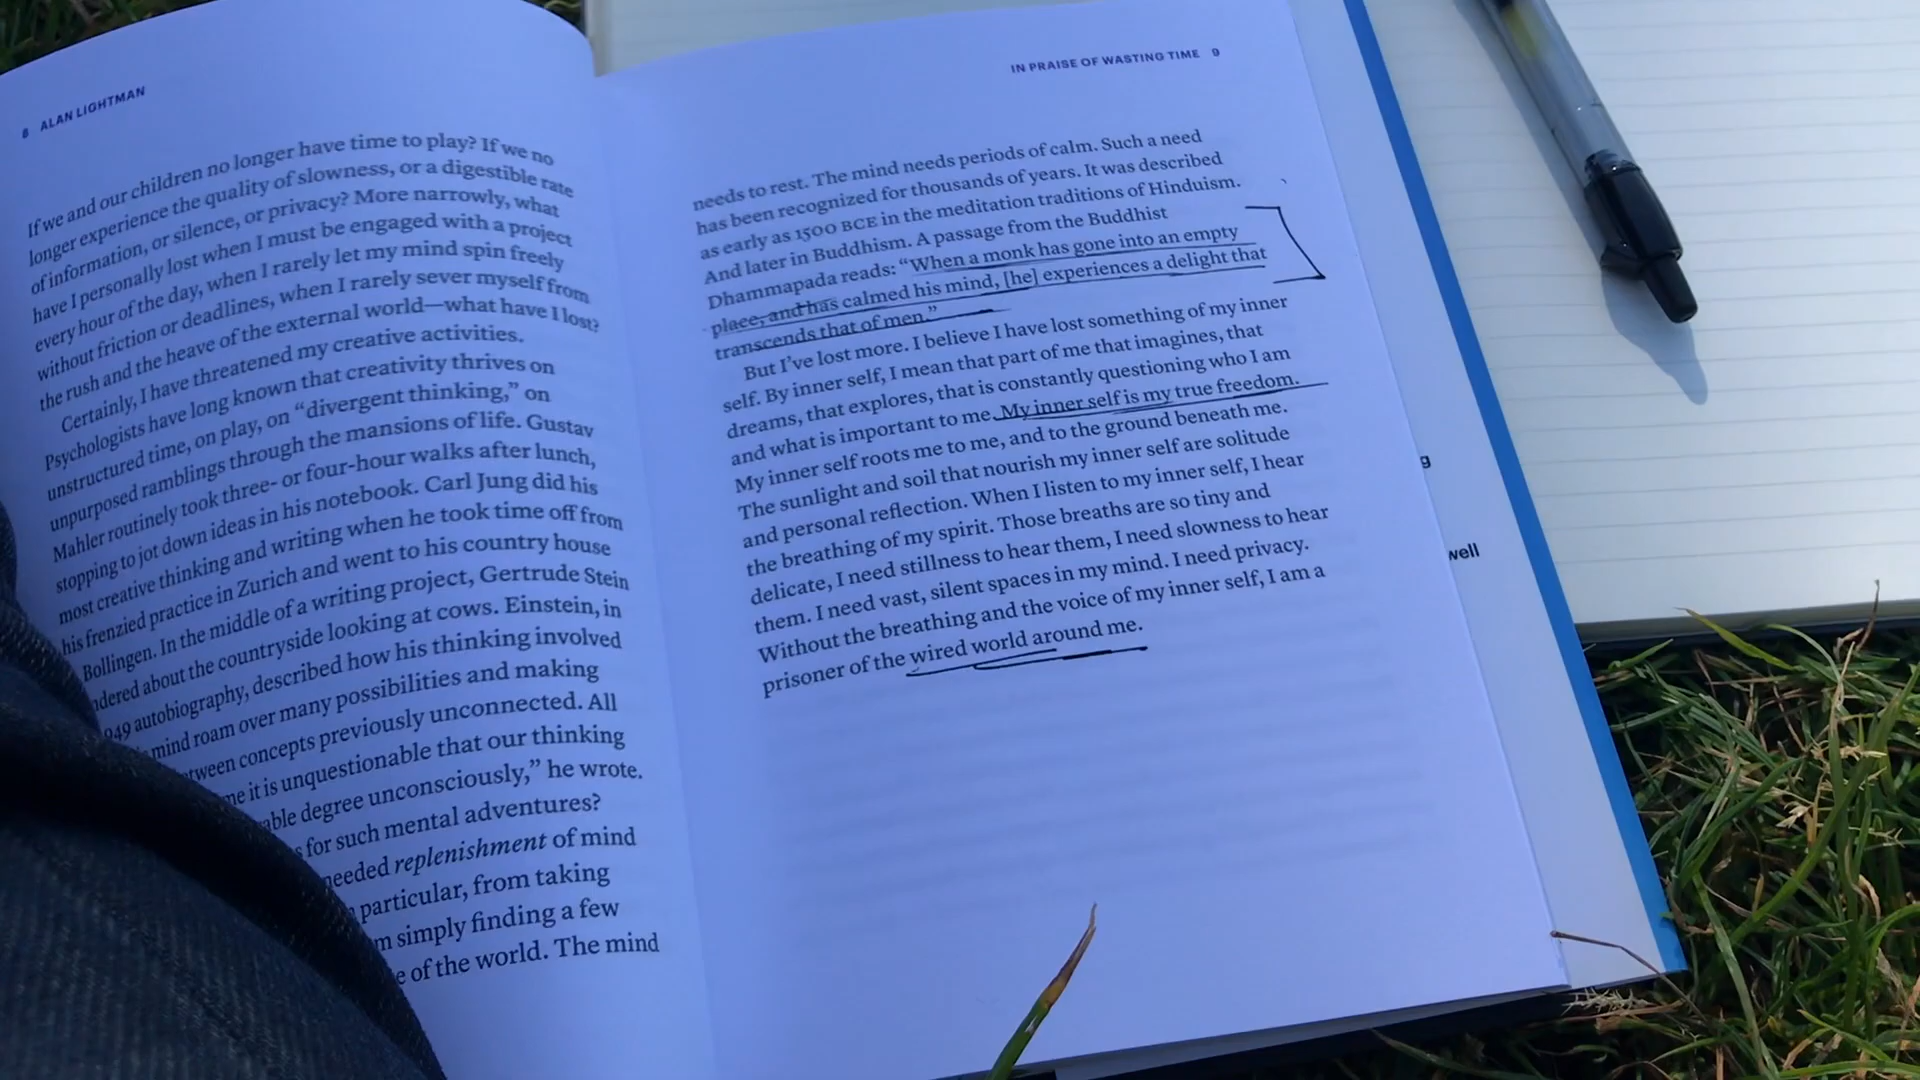 8 ALAN LIGHTMAN
If we and our children no longer have time to play? If we no
longer experience the quality of slowness, or a digestible rate
of information, or silence, or privacy? More narrowly, what
have I personally lost when I must be engaged with a project
every hour of the day, when I rarely let my mind spin freely
without friction or deadlines, when I rarely sever myself from
the rush and the heave of the external world—what have I lost?
Certainly, I have threatened my creative activities.
Psychologists have long known that creativity thrives on
unstructured time, on play, on “divergent thinking,” on
unpurposed ramblings through the mansions of life. Gustav
Mahler routinely took three- or four-hour walks after lunch,
stopping to jot down ideas in his notebook. Carl Jung did his
most creative thinking and writing when he took time off from
his frenzied practice in Zurich and went to his country house
Bollingen. In the middle of a writing project, Gertrude Stein
ndered about the countryside looking at cows. Einstein, in
949 autobiography, described how his thinking involved
mind roam over many possibilities and making
tween concepts previously unconnected. All
me it is unquestionable that our thinking
able degree unconsciously,” he wrote.
s for such mental adventures?
needed replenishment of mind
particular, from taking
m simply finding a few
e of the world. The mind
IN PRAISE OF WASTING TIME 9
needs to rest. The mind needs periods of calm. Such a need
has been recognized for thousands of years. It was described
as early as 1500 BCE in the meditation traditions of Hinduism.
And later in Buddhism. A passage from the Buddhist
Dhammapada reads: “When a monk has gone into an empty
place, and has calmed his mind, [he] experiences a delight that
transcends that of men.”
But I’ve lost more. I believe I have lost something of my inner
self. By inner self, I mean that part of me that imagines, that
dreams, that explores, that is constantly questioning who I am
and what is important to me. My inner self is my true freedom.
My inner self roots me to me, and to the ground beneath me.
The sunlight and soil that nourish my inner self are solitude
and personal reflection. When I listen to my inner self, I hear
the breathing of my spirit. Those breaths are so tiny and
delicate, I need stillness to hear them, I need slowness to hear
them. I need vast, silent spaces in my mind. I need privacy.
Without the breathing and the voice of my inner self, I am a
prisoner of the wired world around me.
g
well